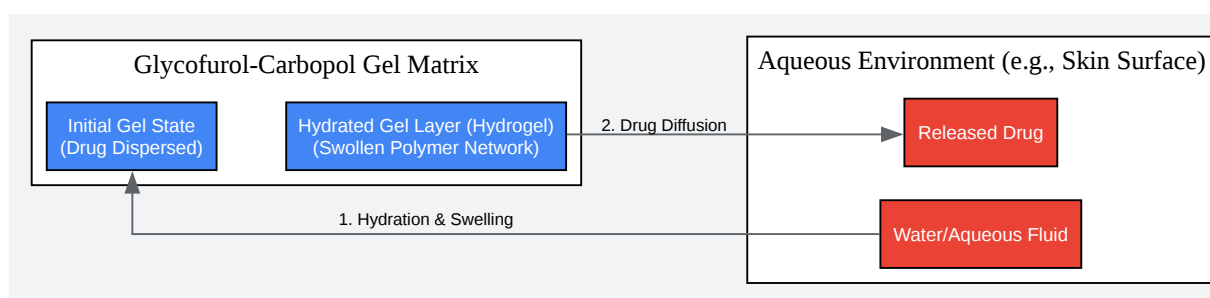 Glycofurol-Carbopol Gel Matrix
Initial Gel State
(Drug Dispersed)
Hydrated Gel Layer (Hydrogel)
(Swollen Polymer Network)
2. Drug Diffusion
1. Hydration & Swelling
Aqueous Environment (e.g., Skin Surface)
Released Drug
Water/Aqueous Fluid